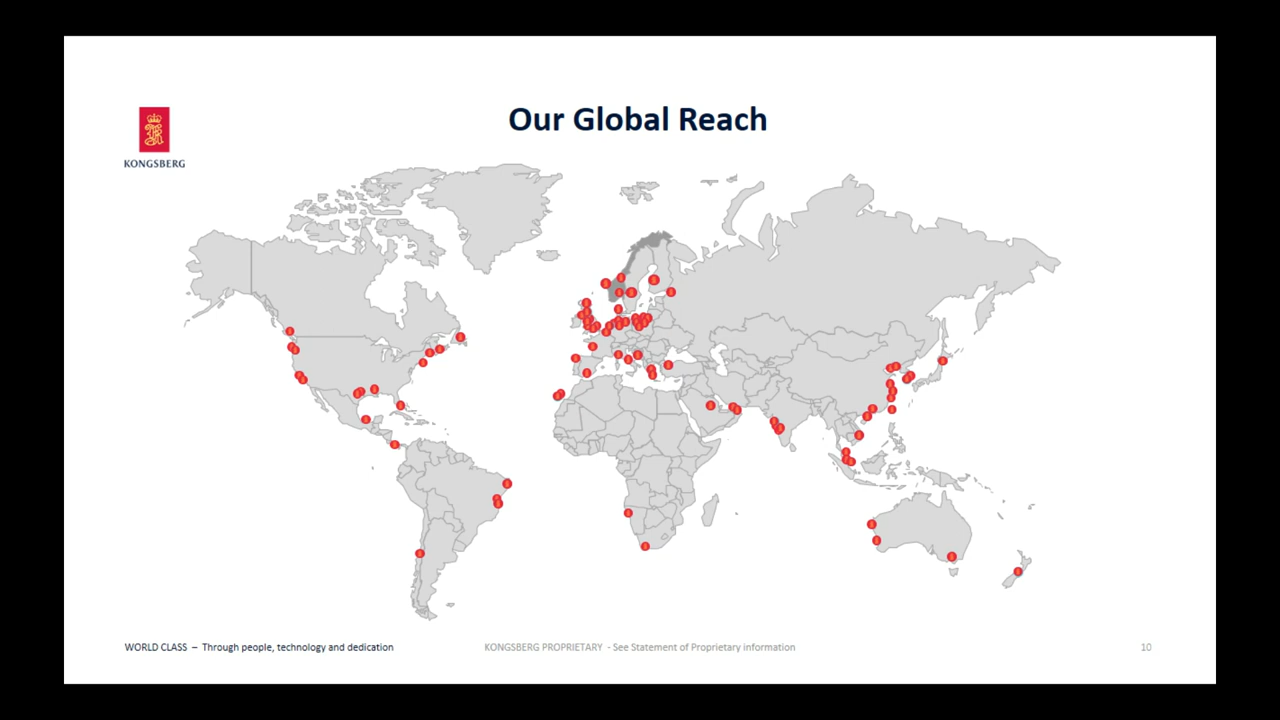 Our Global Reach
KONGSBERG
WORLD CLASS – Through people, technology and dedication
KONGSBERG PROPRIETARY - See Statement of Proprietary information
10